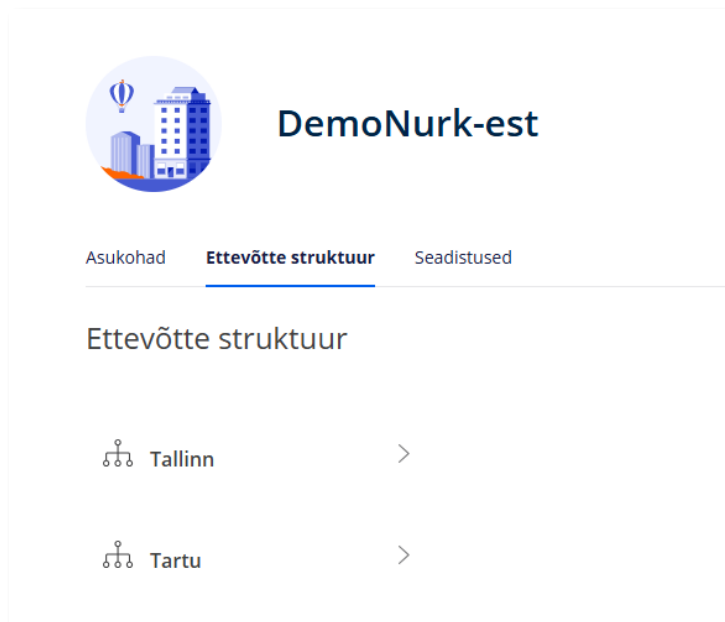 DemoNurk-est
Asukohad Ettevõtte struktuur Seadistused
Ettevõtte struktuur
Tallinn
Tartu